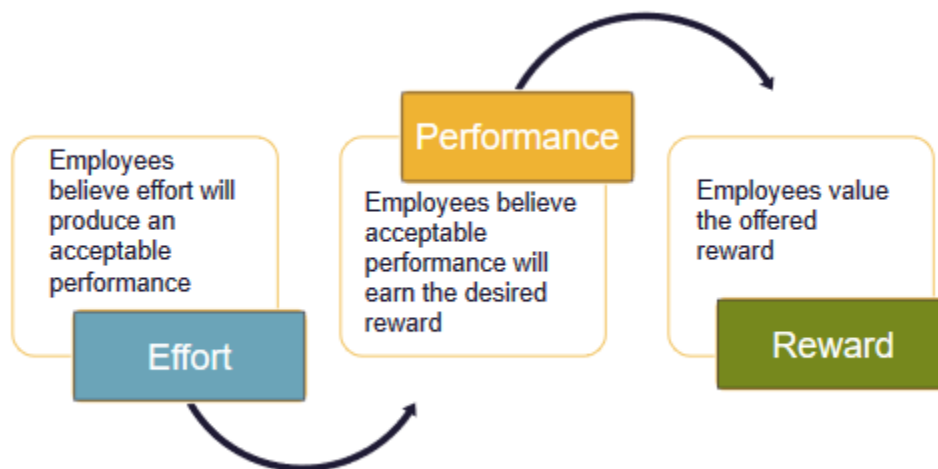 Employees
believe effort will
produce an
acceptable
performance
Effort
Performance
Employees believe
acceptable
performance will
earn the desired
reward
Employees value
the offered
reward
Reward